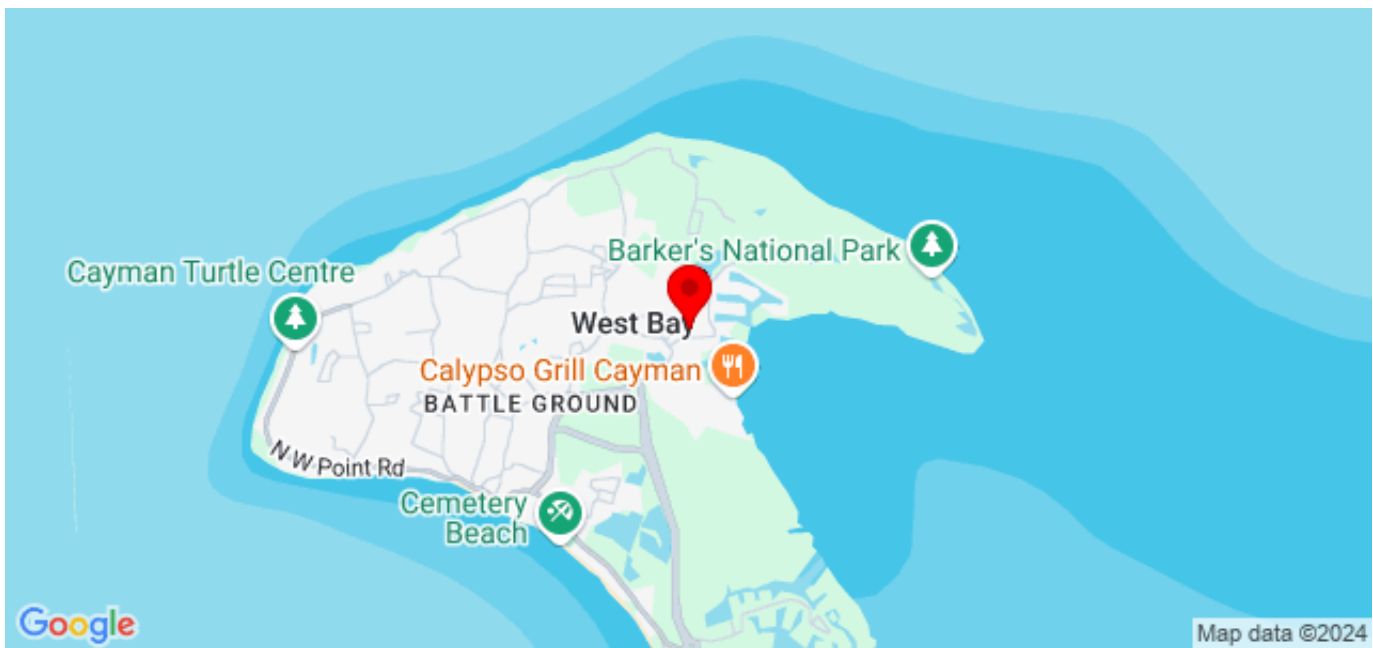 Barker's National Park
Cayman Turtle Centre
West Bay
Calypso Grill Cayman
BATTLE GROUND
N W Point Rd
Cemetery
Beach
Google
Map data ©2024